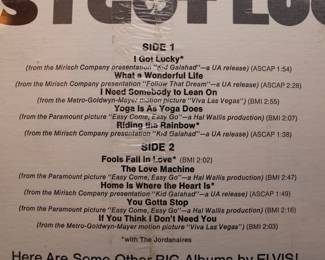 I GOT LUC
SIDE 1
I Got Lucky*
(from the Mirisch Company presentation "Kid Galahad"—a UA release) (ASCAP 1:54)
What a Wonderful Life
(from the Mirisch Company presentation "Follow That Dream"—a UA release) (ASCAP 2:28)
I Need Somebody to Lean On
(from the Metro-Goldwyn-Mayer motion picture "Viva Las Vegas") (BMI 2:55)
Yoga Is As Yoga Does
(from the Paramount picture "Easy Come, Easy Go"—a Hal Wallis production) (BMI 2:07)
Riding the Rainbow*
(from the Mirisch Company presentation "Kid Galahad"—a UA release) (ASCAP 1:38)
SIDE 2
Fools Fall in Love* (BMI 2:02)
The Love Machine
(from the Paramount picture "Easy Come, Easy Go"—a Hal Wallis production) (BMI 2:47)
Home Is Where the Heart Is*
(from the Mirisch Company presentation "Kid Galahad"—a UA release) (ASCAP 1:49)
You Gotta Stop
(from the Paramount picture "Easy Come, Easy Go"—a Hal Wallis production) (BMI 2:16)
If You Think I Don't Need You
(from the Metro-Goldwyn-Mayer motion picture "Viva Las Vegas") (BMI 2:03)
*with The Jordanaires
Here Are Some Other BIG Albums by ELVIS!